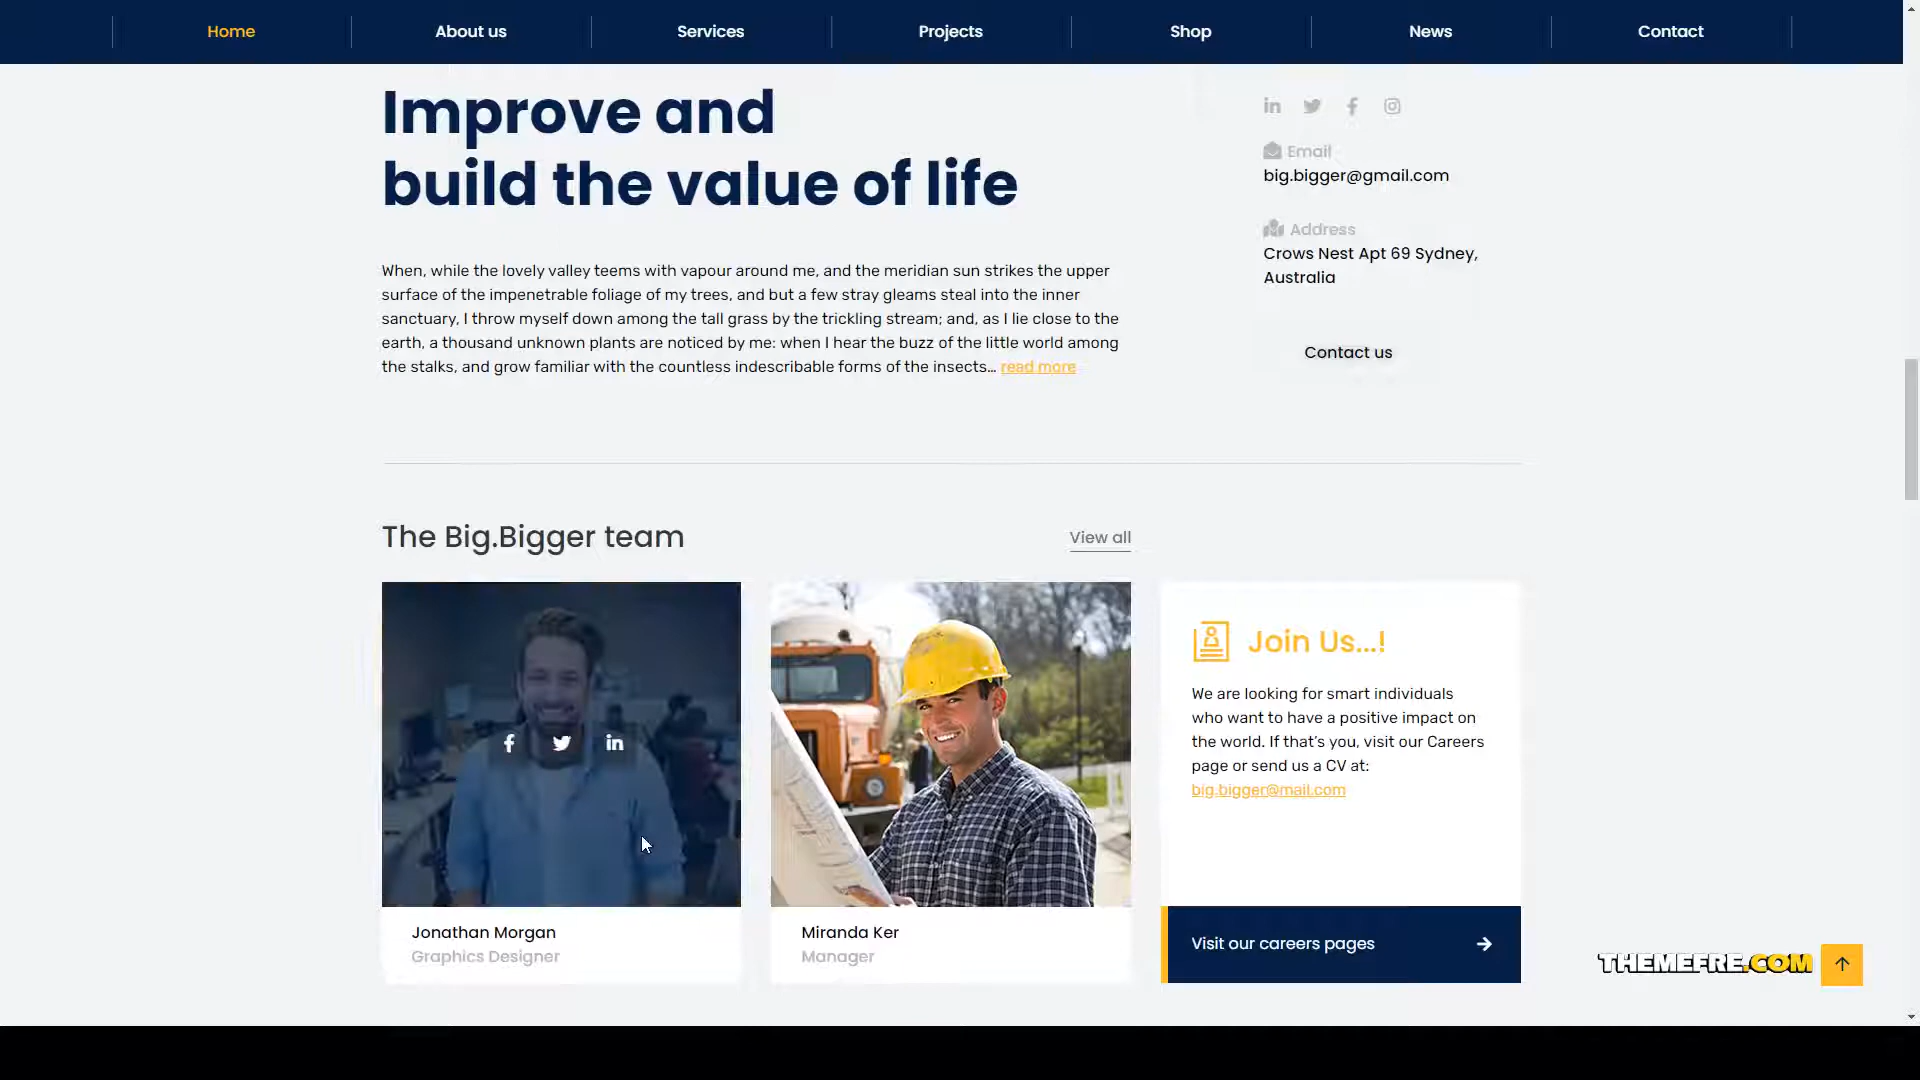 Home
About us
Services
Projects
Shop
News
Contact
Improve and
build the value of life
When, while the lovely valley teems with vapour around me, and the meridian sun strikes the upper
surface of the impenetrable foliage of my trees, and but a few stray gleams steal into the inner
sanctuary, I throw myself down among the tall grass by the trickling stream; and, as I lie close to the
earth, a thousand unknown plants are noticed by me: when I hear the buzz of the little world among
the stalks, and grow familiar with the countless indescribable forms of the insects... read more
Email
big.bigger@gmail.com
Address
Crows Nest Apt 69 Sydney,
Australia
Contact us
The Big.Bigger team
View all
Jonathan Morgan
Graphics Designer
Miranda Ker
Manager
Join Us...!
We are looking for smart individuals
who want to have a positive impact on
the world. If that's you, visit our Careers
page or send us a CV at:
big.bigger@mail.com
Visit our careers pages
THEMEFRE.COM